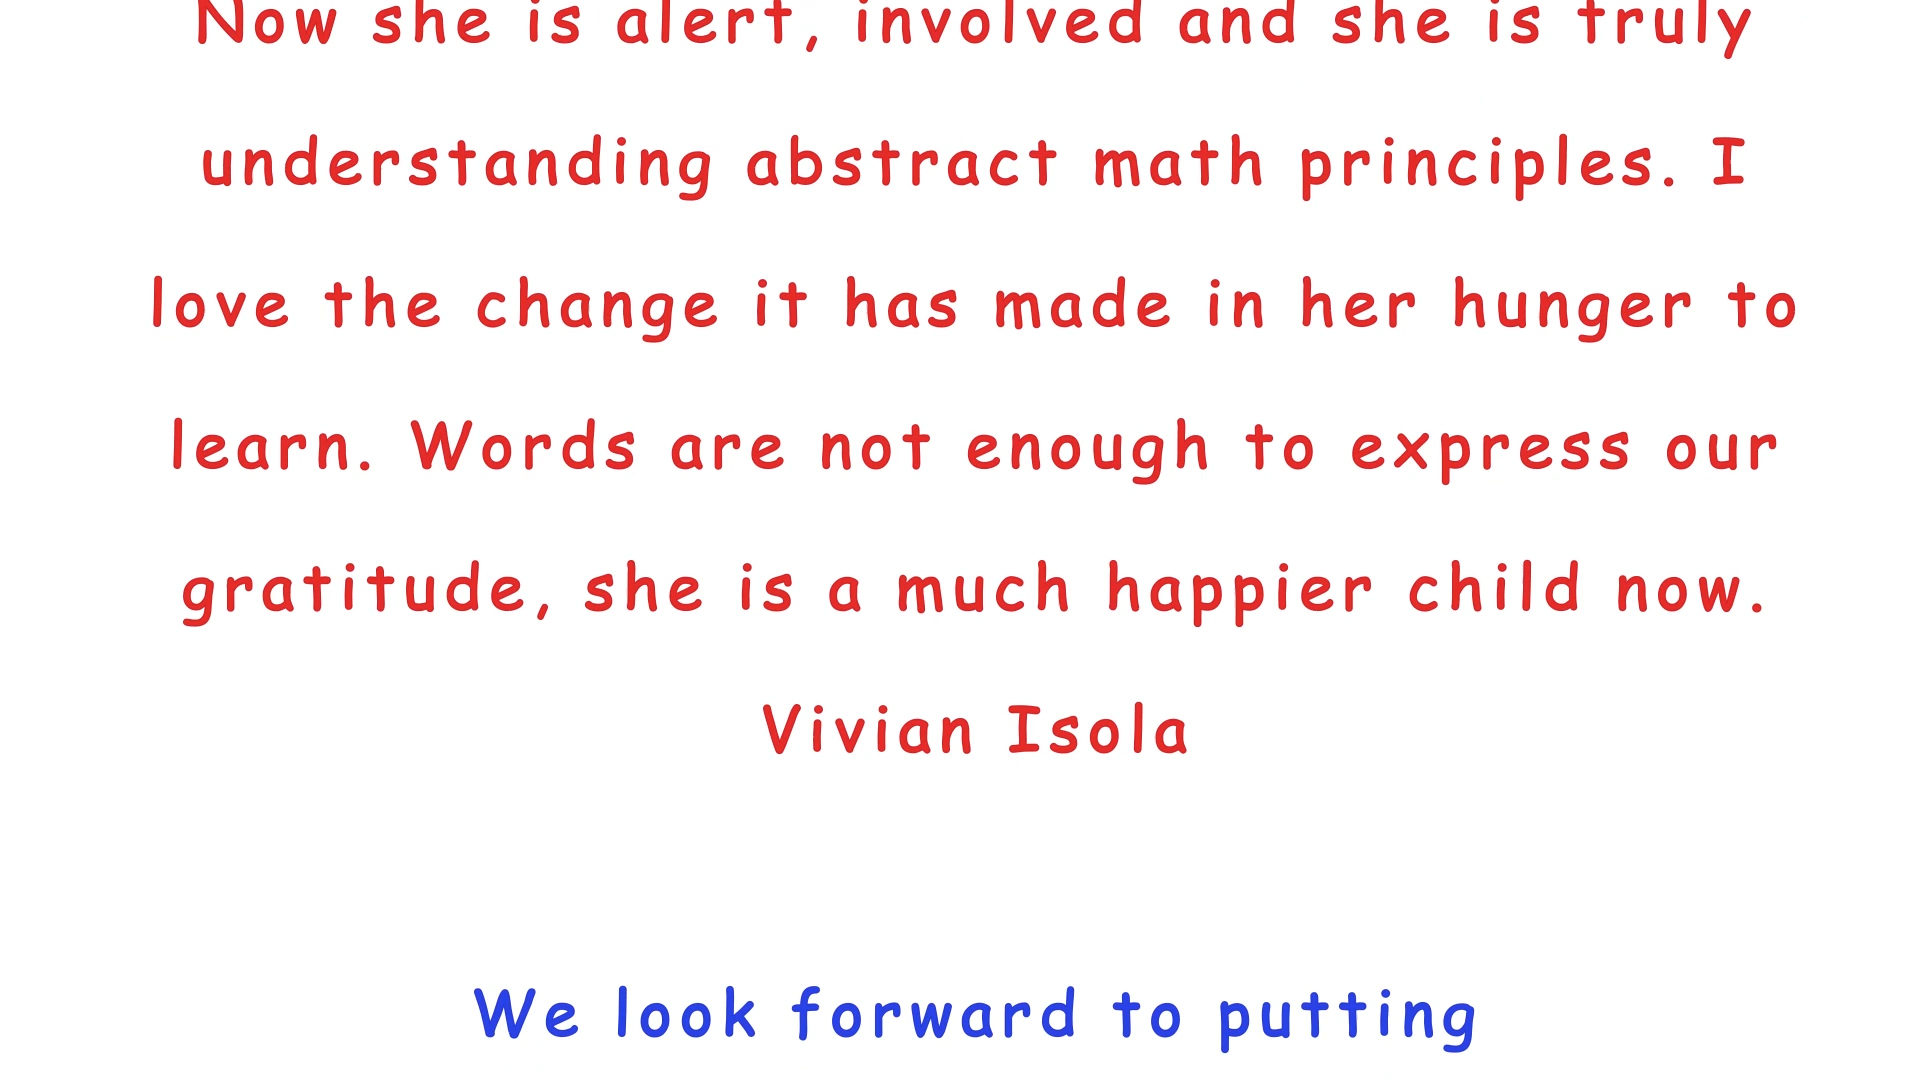 Now she is alert, involved and she is truly
understanding abstract math principles. I
love the change it has made in her hunger to
learn. Words are not enough to express our
gratitude, she is a much happier child now.
Vivian Isola
We look forward to putting